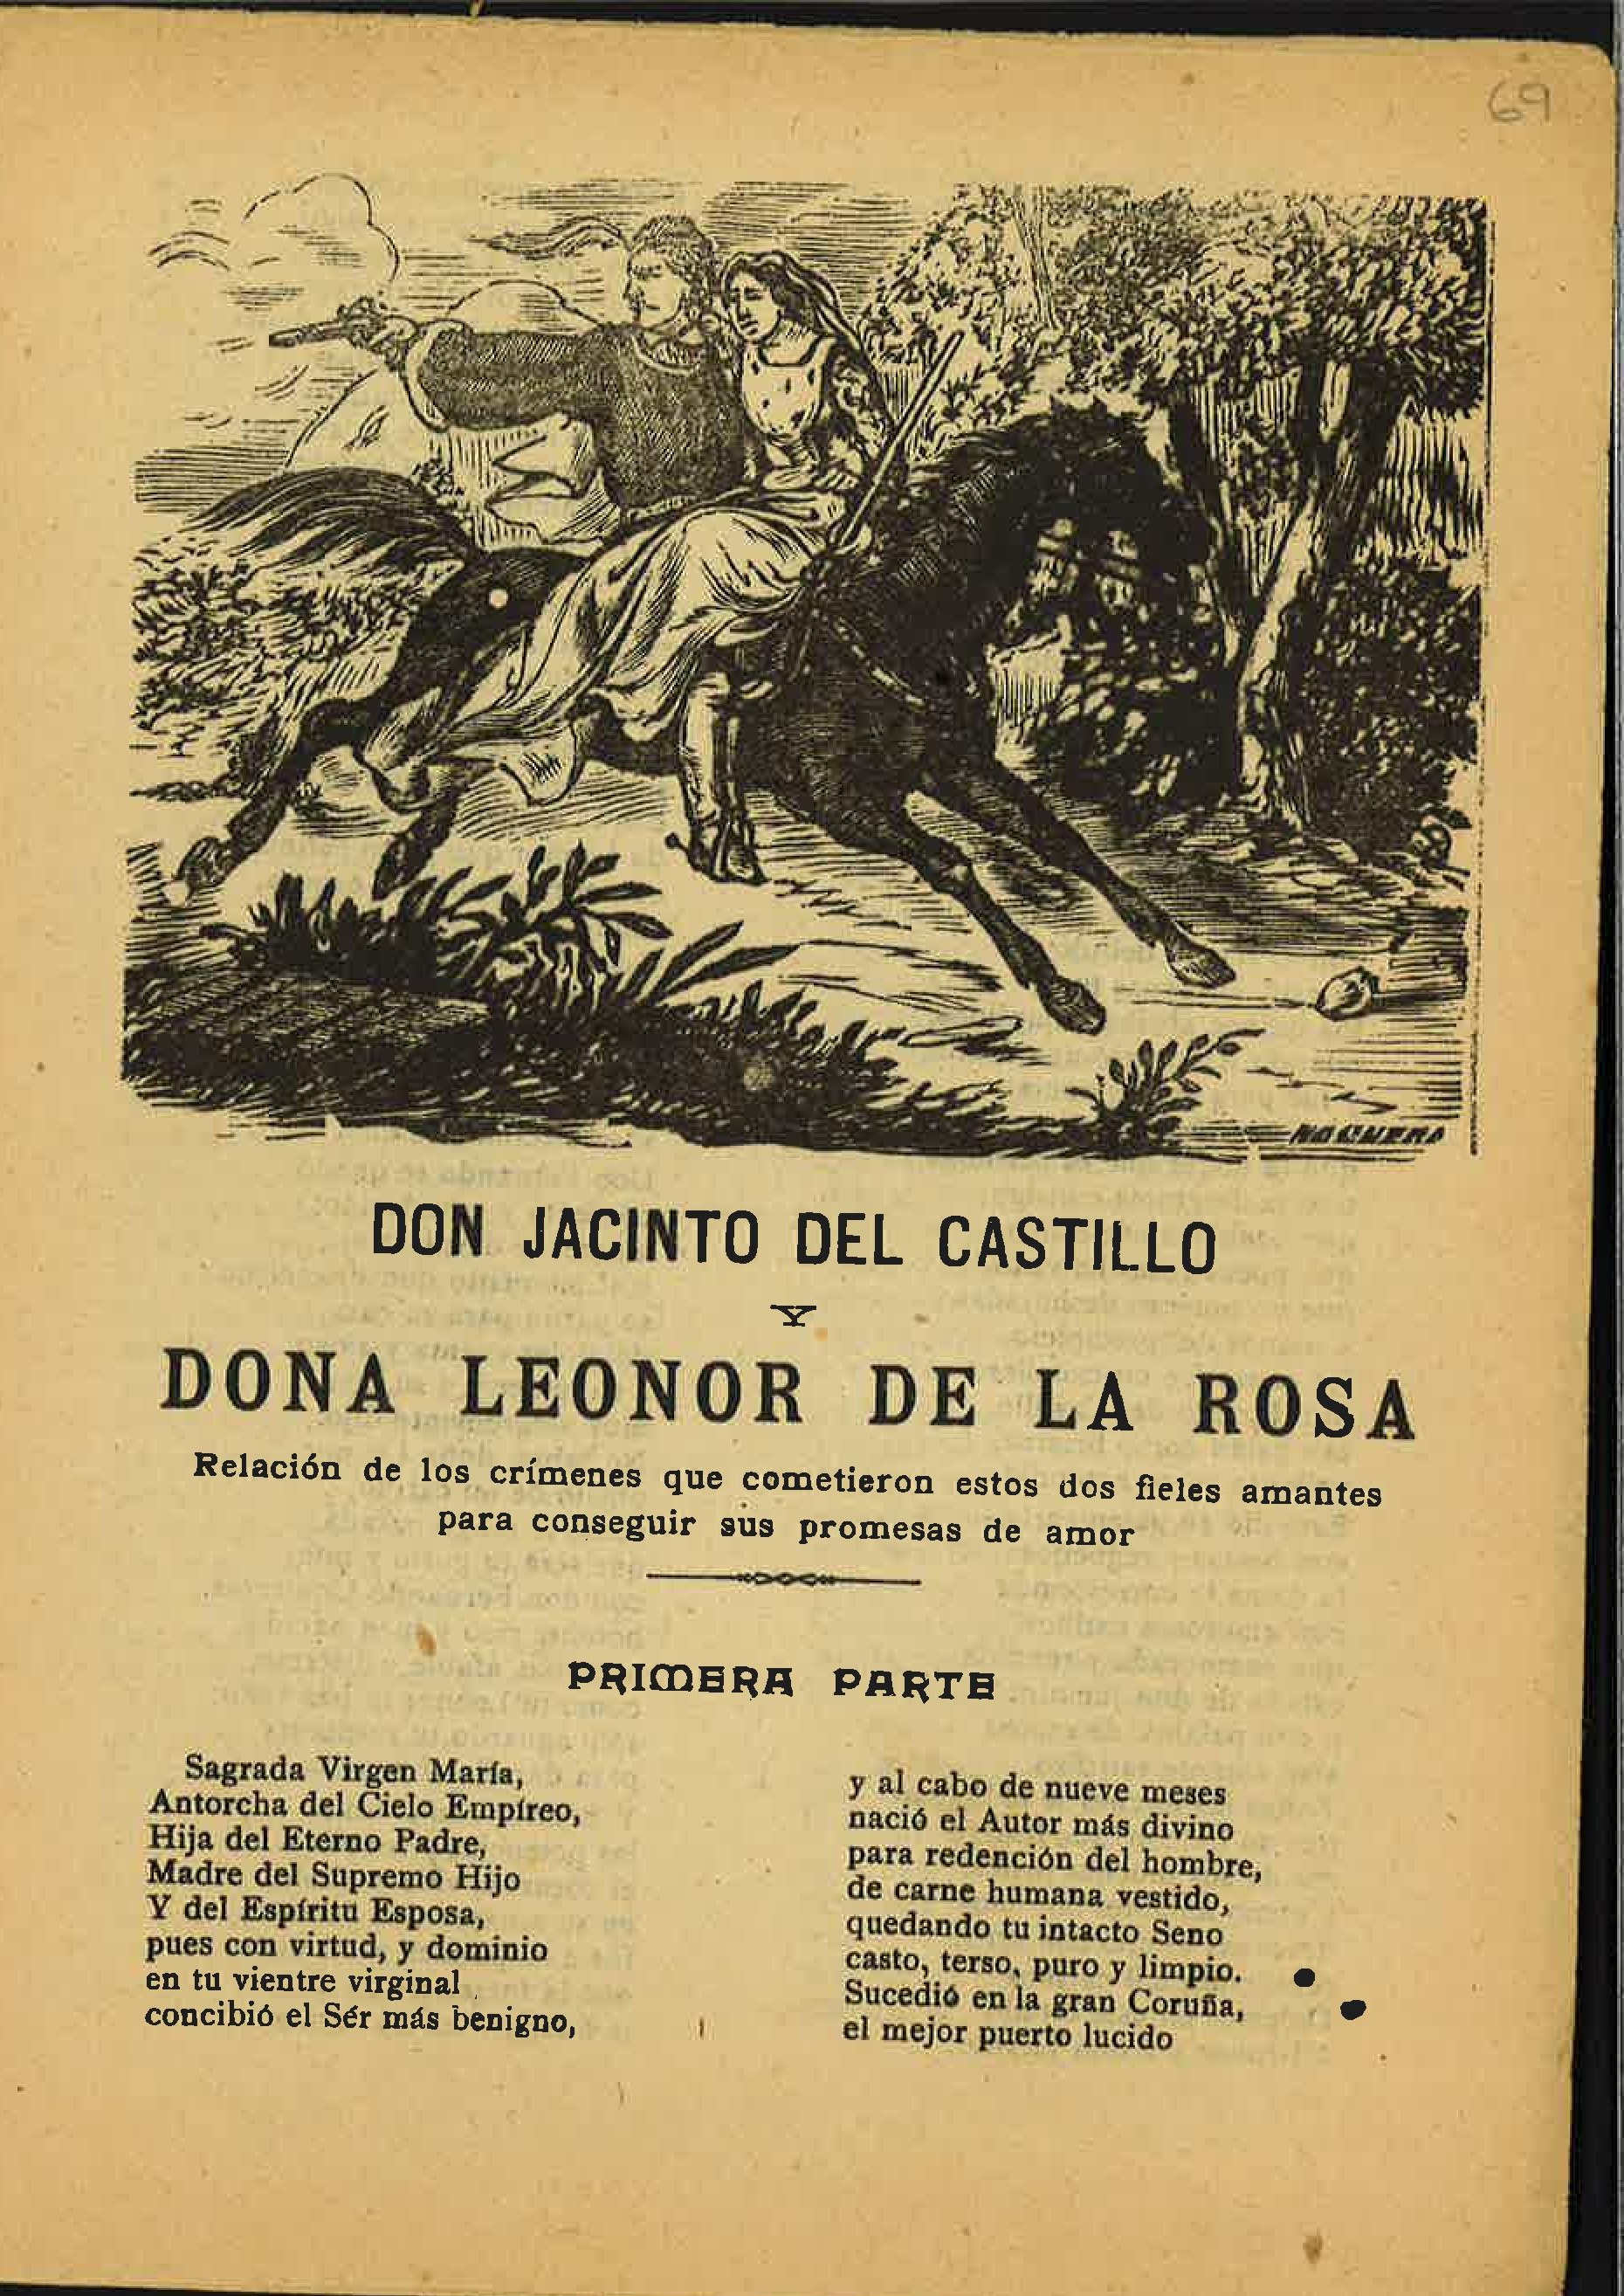 69
NOGUERA
DON JACINTO DEL CASTILLO
Y
DONA LEONOR DE LA ROSA
Relación de los crímenes que cometieron estos dos fieles amantes
para conseguir sus promesas de amor
PRIMERA PARTE
Sagrada Virgen María,
Antorcha del Cielo Empíreo,
Hija del Eterno Padre,
Madre del Supremo Hijo
Y del Espíritu Esposa,
pues con virtud, y dominio
en tu vientre virginal
concibió el Sér más benigno,
y al cabo de nueve meses
nació el Autor más divino
para redención del hombre,
de carne humana vestido,
quedando tu intacto Seno
casto, terso, puro y limpio.
Sucedió en la gran Coruña,
el mejor puerto lucido